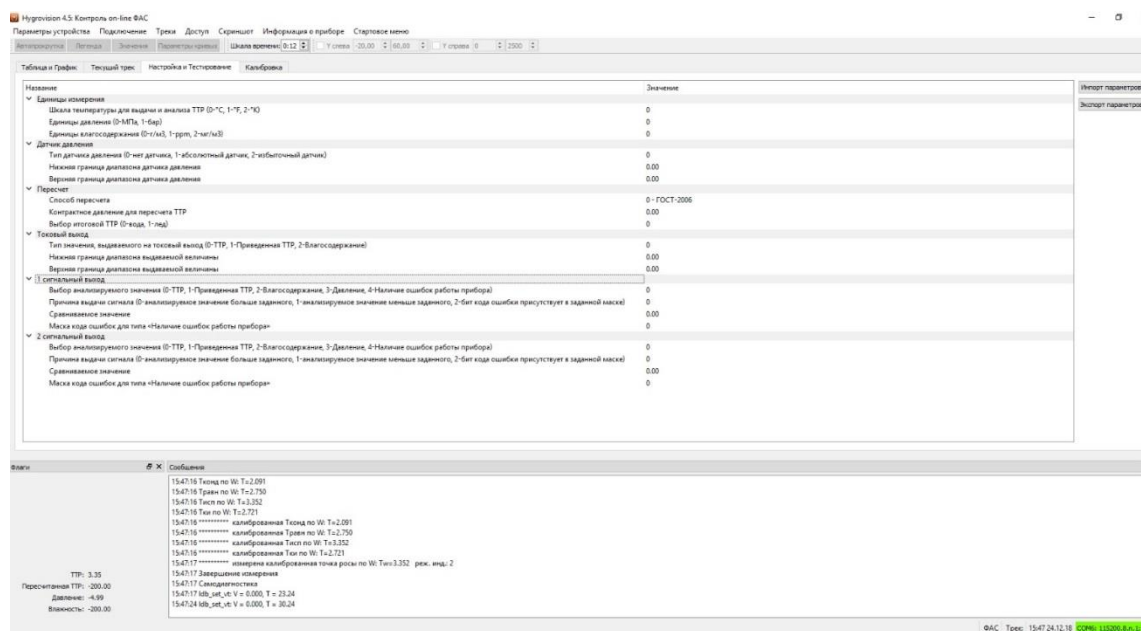 Hygrovision 4.5: Контроль on-line ФАС
Параметры устройства Подключение Треки Доступ Скриншот Информация о приборе Стартовое меню
Автопрокрутка Легенда Значения Параметры кривых Шкала времени: 0:12 Y слева -20,00 60,00 Y справа 0 2500
Таблица и График Текущий трек Настройка и Тестирование Калибровка
Название Значение
Импорт параметров
Экспорт параметров
Единицы измерения
Шкала температуры для выдачи и анализа ТТР (0-°C, 1-°F, 2-°K) 0
Единицы давления (0-МПа, 1-бар) 0
Единицы влагосодержания (0-г/м3, 1-ppm, 2-мг/м3) 0
Датчик давления
Тип датчика давления (0-нет датчика, 1-абсолютный датчик, 2-избыточный датчик) 0
Нижняя граница диапазона датчика давления 0.00
Верхняя граница диапазона датчика давления 0.00
Пересчет
Способ пересчета 0 - ГОСТ-2006
Контрактное давление для пересчета ТТР 0.00
Выбор итоговой ТТР (0-вода, 1-лед) 0
Токовый выход
Тип значения, выдаваемого на токовый выход (0-ТТР, 1-Приведенная ТТР, 2-Влагосодержание) 0
Нижняя граница диапазона выдаваемой величины 0.00
Верхняя граница диапазона выдаваемой величины 0.00
1 сигнальный выход
Выбор анализируемого значения (0-ТТР, 1-Приведенная ТТР, 2-Влагосодержание, 3-Давление, 4-Наличие ошибок работы прибора) 0
Причина выдачи сигнала (0-анализируемое значение больше заданного, 1-анализируемое значение меньше заданного, 2-бит кода ошибки присутствует в заданной маске) 0
Сравниваемое значение 0.00
Маска кода ошибок для типа «Наличие ошибок работы прибора» 0
2 сигнальный выход
Выбор анализируемого значения (0-ТТР, 1-Приведенная ТТР, 2-Влагосодержание, 3-Давление, 4-Наличие ошибок работы прибора) 0
Причина выдачи сигнала (0-анализируемое значение больше заданного, 1-анализируемое значение меньше заданного, 2-бит кода ошибки присутствует в заданной маске) 0
Сравниваемое значение 0.00
Маска кода ошибок для типа «Наличие ошибок работы прибора» 0
Флаги
Сообщения
15:47:16 Tконд по W: T=2.091
15:47:16 Tравн по W: T=2.750
15:47:16 Tисп по W: T=3.352
15:47:16 Tки по W: T=2.721
15:47:16 ********** калиброванная Tконд по W: T=2.091
15:47:16 ********** калиброванная Tравн по W: T=2.750
15:47:16 ********** калиброванная Tисп по W: T=3.352
15:47:16 ********** калиброванная Tки по W: T=2.721
15:47:17 ********** измерена калиброванная точка росы по W: Tw=3.352 реж. инд.: 2
15:47:17 Завершение измерения
15:47:17 Самодиагностика
15:47:17 ldb_set_vt: V = 0.000, T = 23.24
15:47:24 ldb_set_vt: V = 0.000, T = 30.24
ТТР: 3.35
Пересчитанная ТТР: -200.00
Давление: -4.99
Влажность: -200.00
ФАС Трек: 15:47 24.12.18 COM6: 115200.8.n.1: